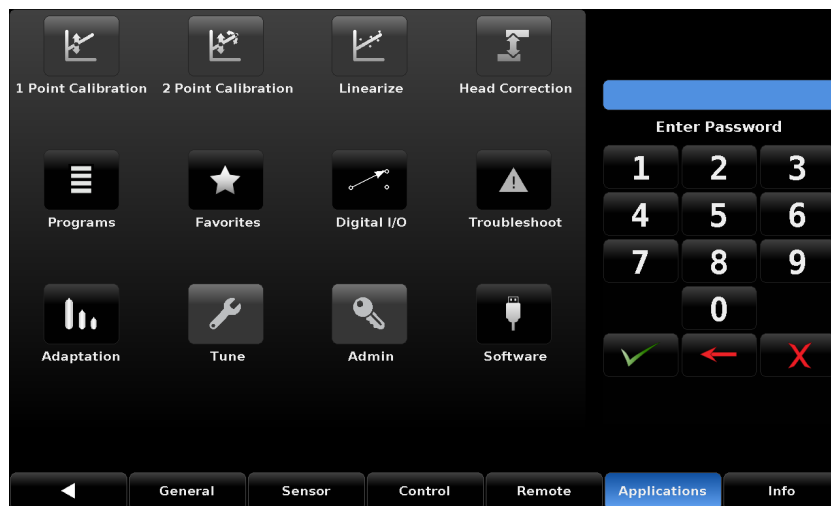 1 Point Calibration 2 Point Calibration Linearize Head Correction
Enter Password
1 2 3
Programs Favorites Digital I/O Troubleshoot
4 5 6
7 8 9
0
Adaptation Tune Admin Software
General Sensor Control Remote Applications Info